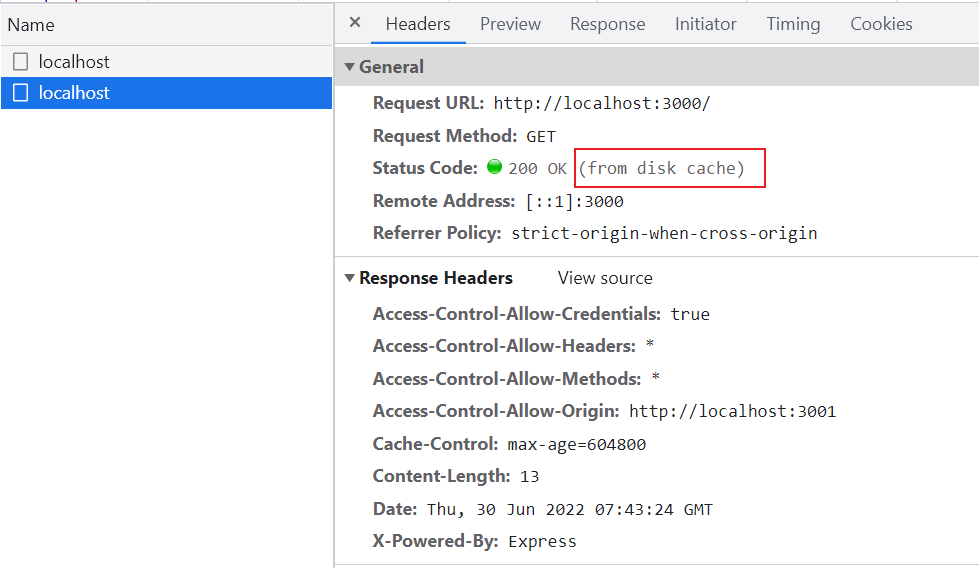 Name
localhost
localhost
× Headers Preview Response Initiator Timing Cookies
▼ General
Request URL: http://localhost:3000/
Request Method: GET
Status Code: 200 OK (from disk cache)
Remote Address: [::1]:3000
Referrer Policy: strict-origin-when-cross-origin
▼ Response Headers View source
Access-Control-Allow-Credentials: true
Access-Control-Allow-Headers: *
Access-Control-Allow-Methods: *
Access-Control-Allow-Origin: http://localhost:3001
Cache-Control: max-age=604800
Content-Length: 13
Date: Thu, 30 Jun 2022 07:43:24 GMT
X-Powered-By: Express